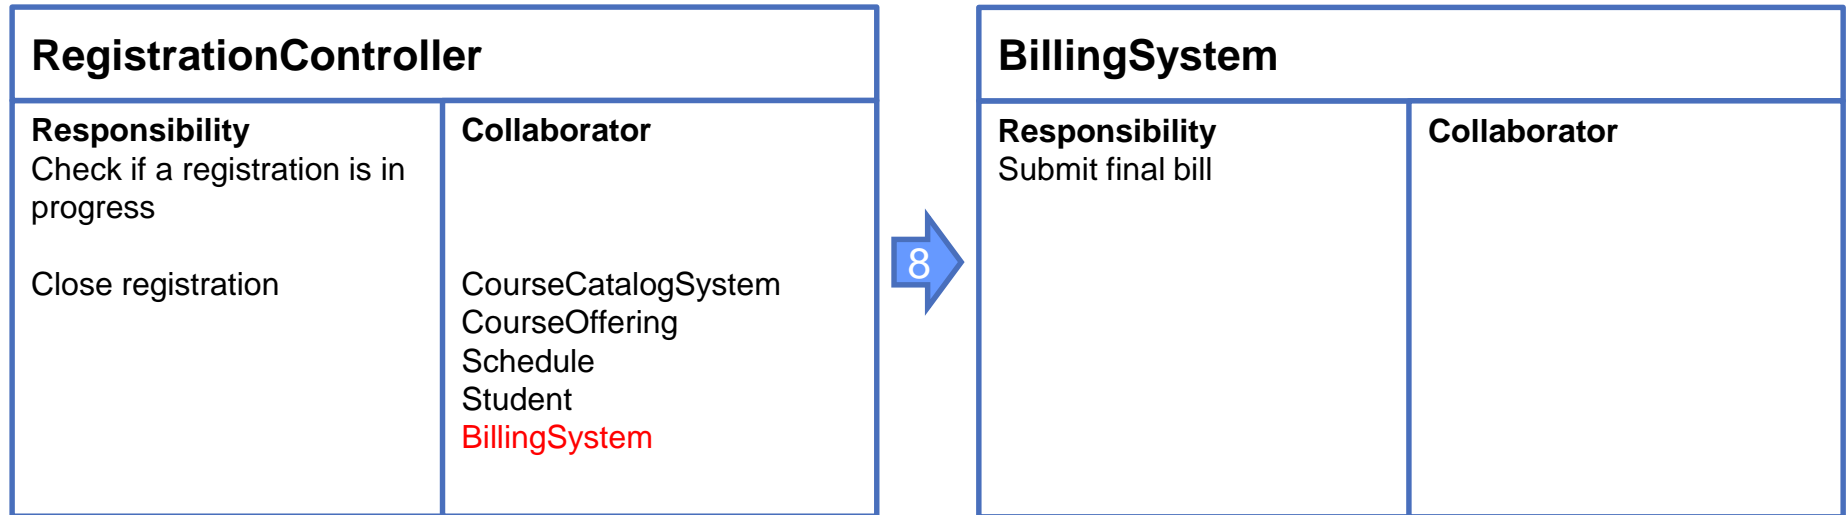 RegistrationController
Responsibility
Check if a registration is in
progress
Close registration
Collaborator
CourseCatalogSystem
CourseOffering
Schedule
Student
BillingSystem
8
BillingSystem
Responsibility
Submit final bill
Collaborator